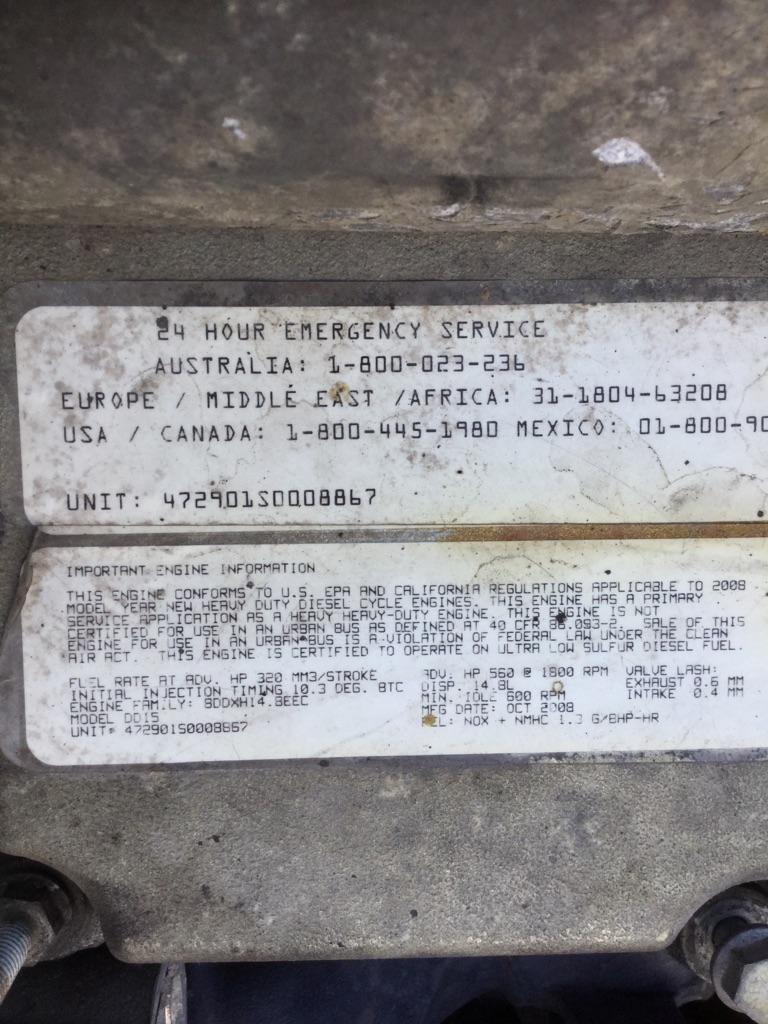 24 HOUR EMERGENCY SERVICE
AUSTRALIA: 1-800-023-236
EUROPE / MIDDLE EAST /AFRICA: 31-1804-63208
USA / CANADA: 1-800-445-1980 MEXICO: 01-800-90
UNIT: 472901S0008867
IMPORTANT ENGINE INFORMATION
THIS ENGINE CONFORMS TO U.S. EPA AND CALIFORNIA REGULATIONS APPLICABLE TO 2008
MODEL YEAR NEW HEAVY DUTY DIESEL CYCLE ENGINES. THIS ENGINE HAS A PRIMARY
SERVICE APPLICATION AS A HEAVY HEAVY-DUTY ENGINE. THIS ENGINE IS NOT
CERTIFIED FOR USE IN AN URBAN BUS AS DEFINED AT 40 CFR 86.093-2. SALE OF THIS
ENGINE FOR USE IN AN URBAN BUS IS A VIOLATION OF FEDERAL LAW UNDER THE CLEAN
AIR ACT. THIS ENGINE IS CERTIFIED TO OPERATE ON ULTRA LOW SULFUR DIESEL FUEL.
FUEL RATE AT ADV. HP 320 MM3/STROKE
INITIAL INJECTION TIMING 10.3 DEG. BTC
ENGINE FAMILY: 8DDXH14.8EEC
MODEL DD15
UNIT: 472901S0008867
ADV. HP 560 @ 1800 RPM
DISP. 14.8L
MIN. IDLE 600 RPM
MFG DATE: OCT 2008
FEL: NOX + NMHC 1.3 G/BHP-HR
VALVE LASH:
EXHAUST 0.6 MM
INTAKE 0.4 MM